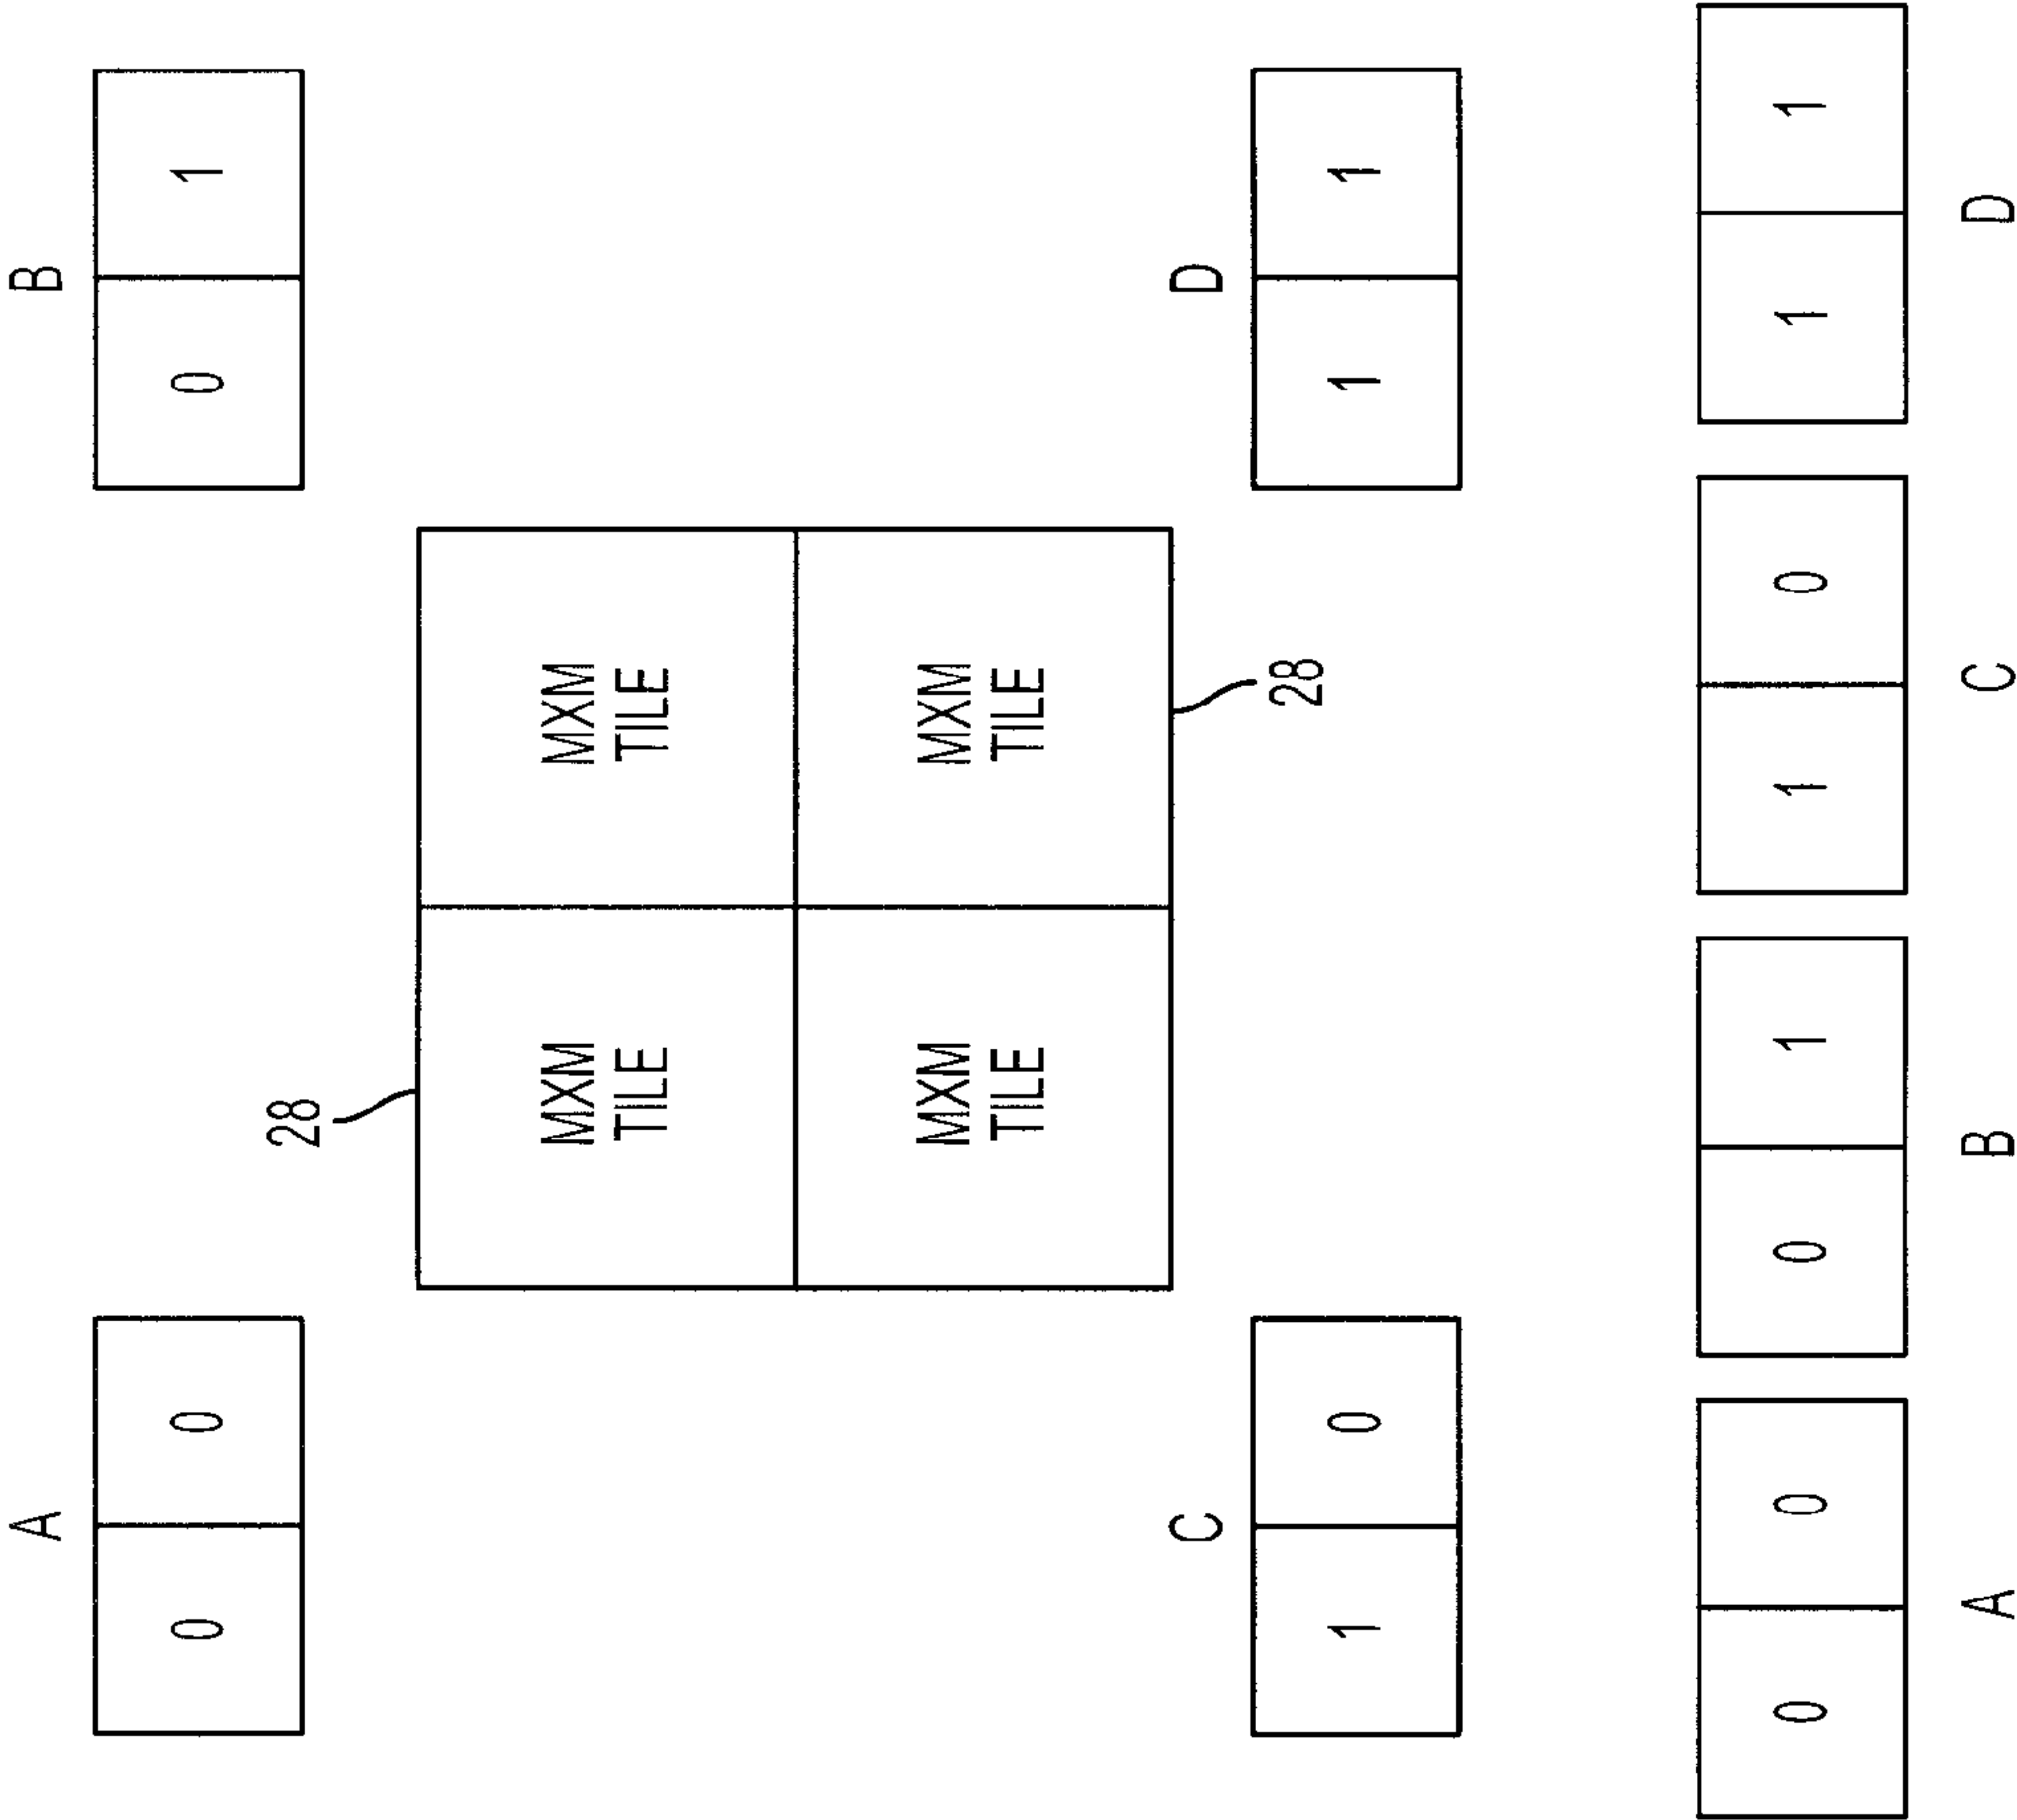 A B
0 0 0 1
28
MXM MXM
TILE TILE
MXM MXM
TILE TILE
C D
28
1 0 1 1
0 0 0 1 1 0 1 1
A B C D